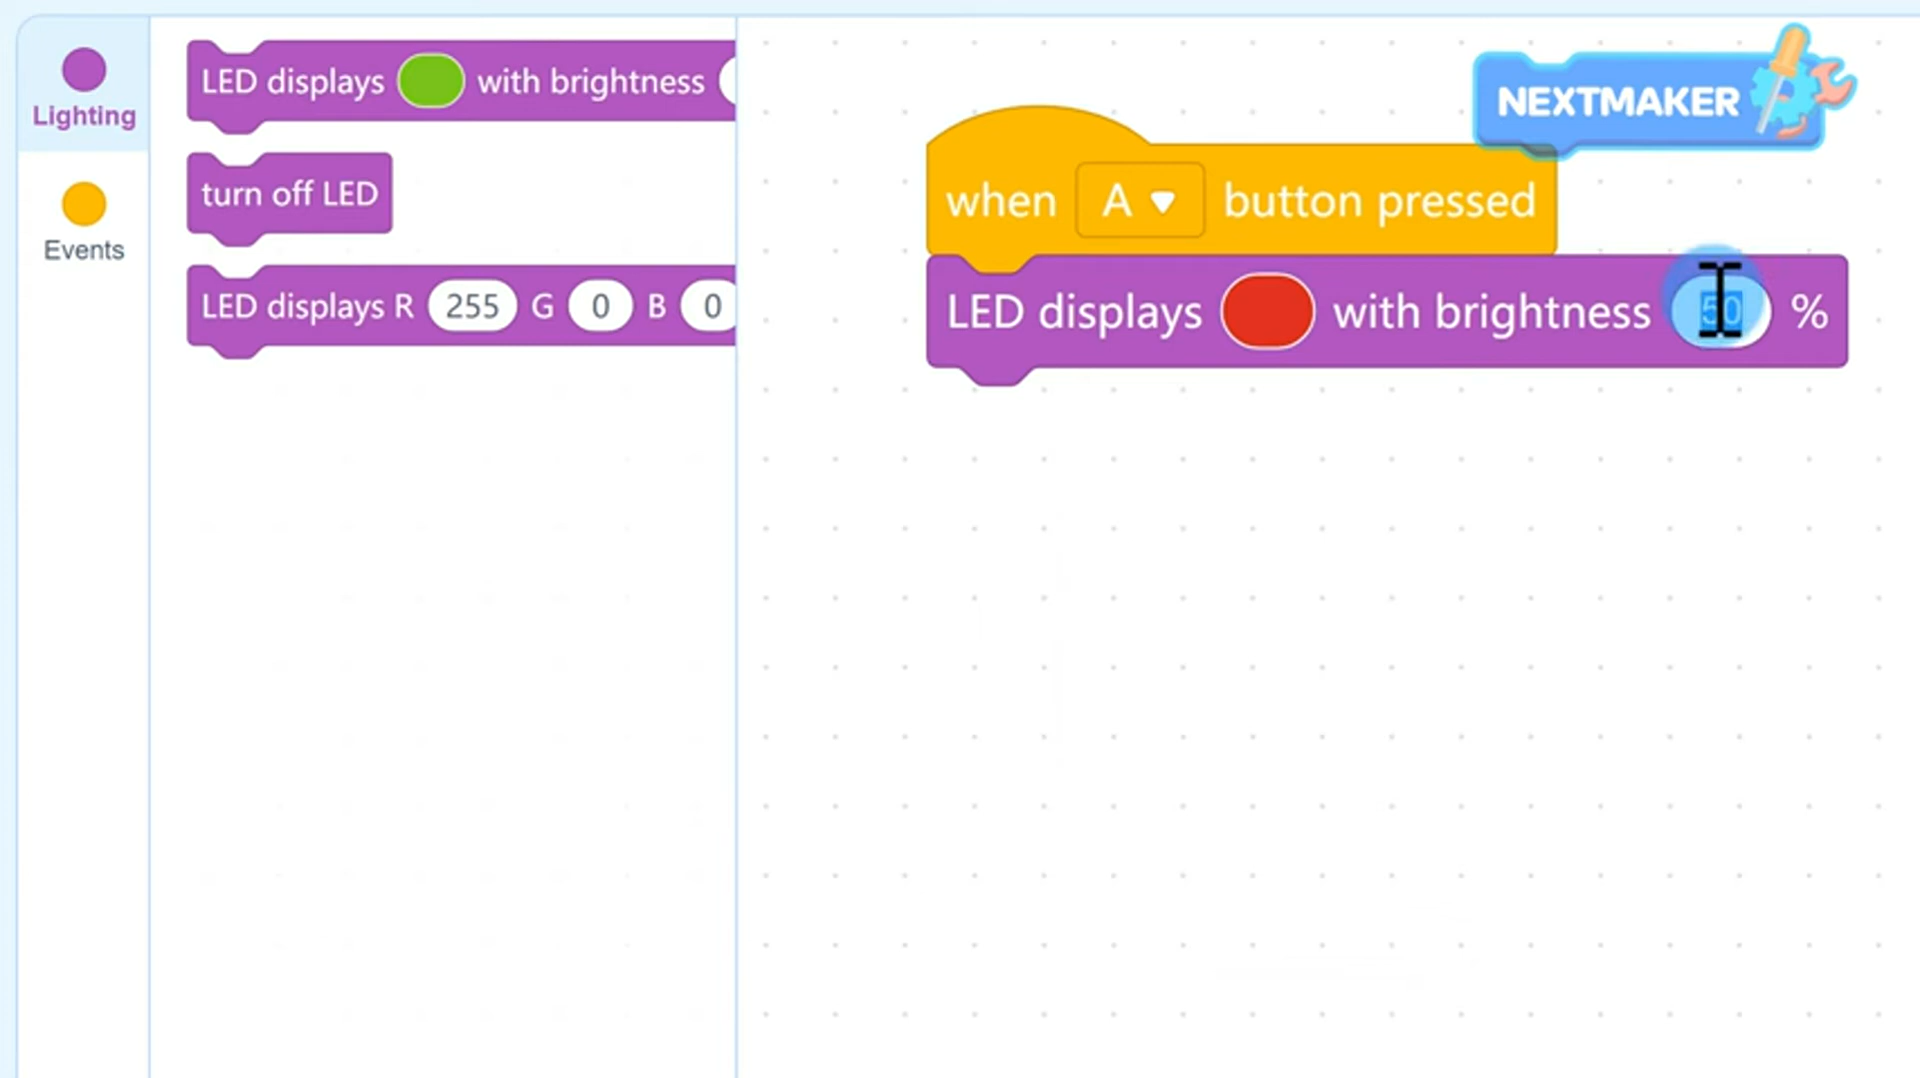 Lighting
Events
LED displays with brightness
turn off LED
LED displays R 255 G 0 B 0
NEXTMAKER
when A button pressed
LED displays with brightness 50 %